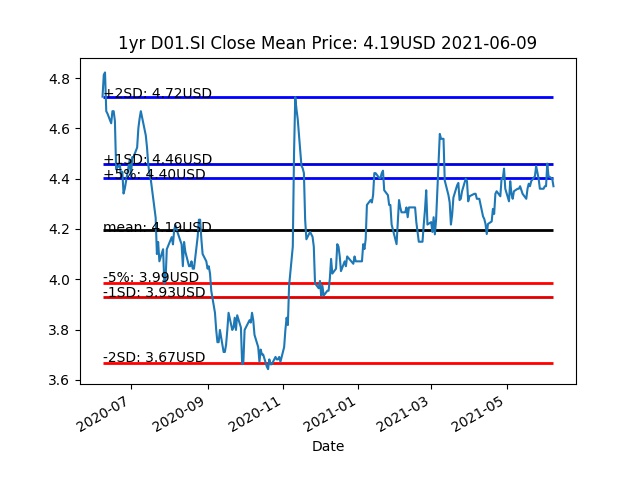 1yr D01.SI Close Mean Price: 4.19USD 2021-06-09
4.8
+2SD: 4.72USD
4.6
+1SD: 4.46USD
+5%: 4.40USD
4.4
mean: 4.19USD
4.2
4.0
-5%: 3.99USD
-1SD: 3.93USD
3.8
-2SD: 3.67USD
3.6
2020-07 2020-09 2020-11 2021-01 2021-03 2021-05
Date